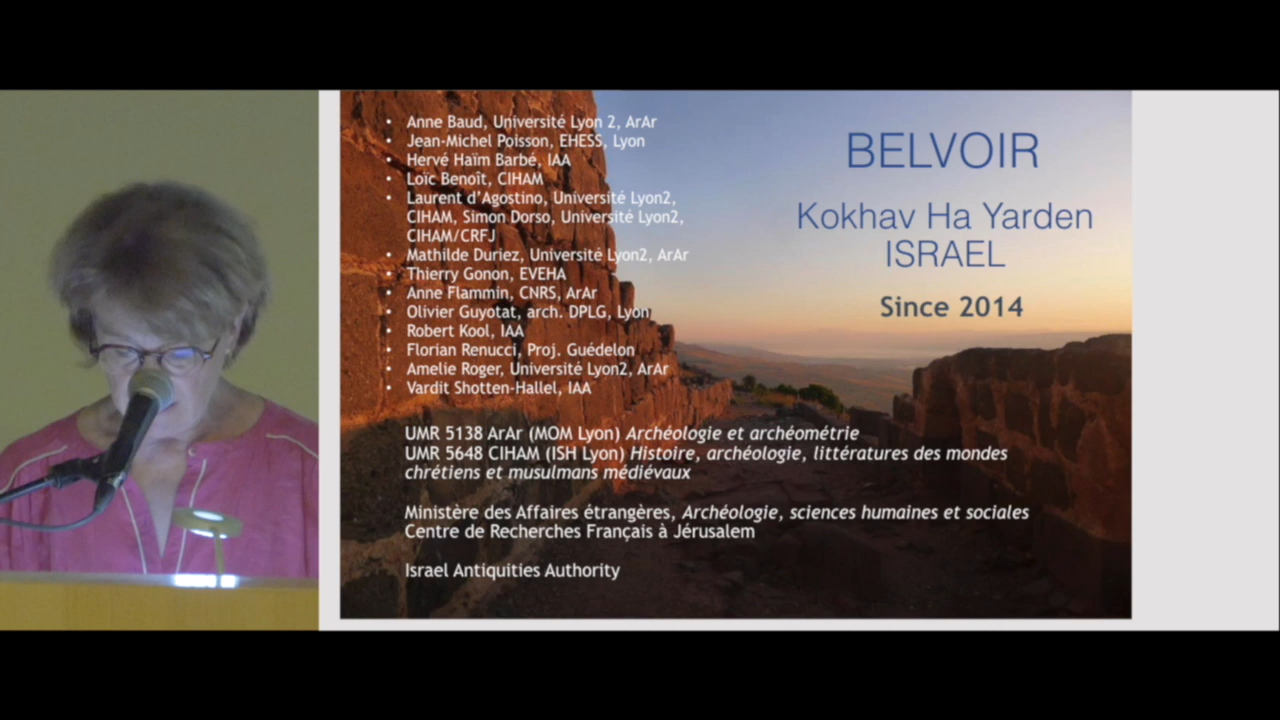 • Anne Baud, Université Lyon 2, ArAr
• Jean-Michel Poisson, EHESS, Lyon
• Hervé Haïm Barbé, IAA
• Loïc Benoît, CIHAM
• Laurent d'Agostino, Université Lyon2,
CIHAM, Simon Dorso, Université Lyon2,
CIHAM/CRFJ
• Mathilde Duriez, Université Lyon2, ArAr
• Thierry Gonon, EVEHA
• Anne Flammin, CNRS, ArAr
• Olivier Guyotat, arch. DPLG, Lyon
• Robert Kool, IAA
• Florian Renucci, Proj. Guédelon
• Amelie Roger, Université Lyon2, ArAr
• Vardit Shotten-Hallel, IAA
UMR 5138 ArAr (MOM Lyon) Archéologie et archéométrie
UMR 5648 CIHAM (ISH Lyon) Histoire, archéologie, littératures des mondes
chrétiens et musulmans médiévaux
Ministère des Affaires étrangères, Archéologie, sciences humaines et sociales
Centre de Recherches Français à Jérusalem
Israel Antiquities Authority
BELVOIR
Kokhav Ha Yarden
ISRAEL
Since 2014